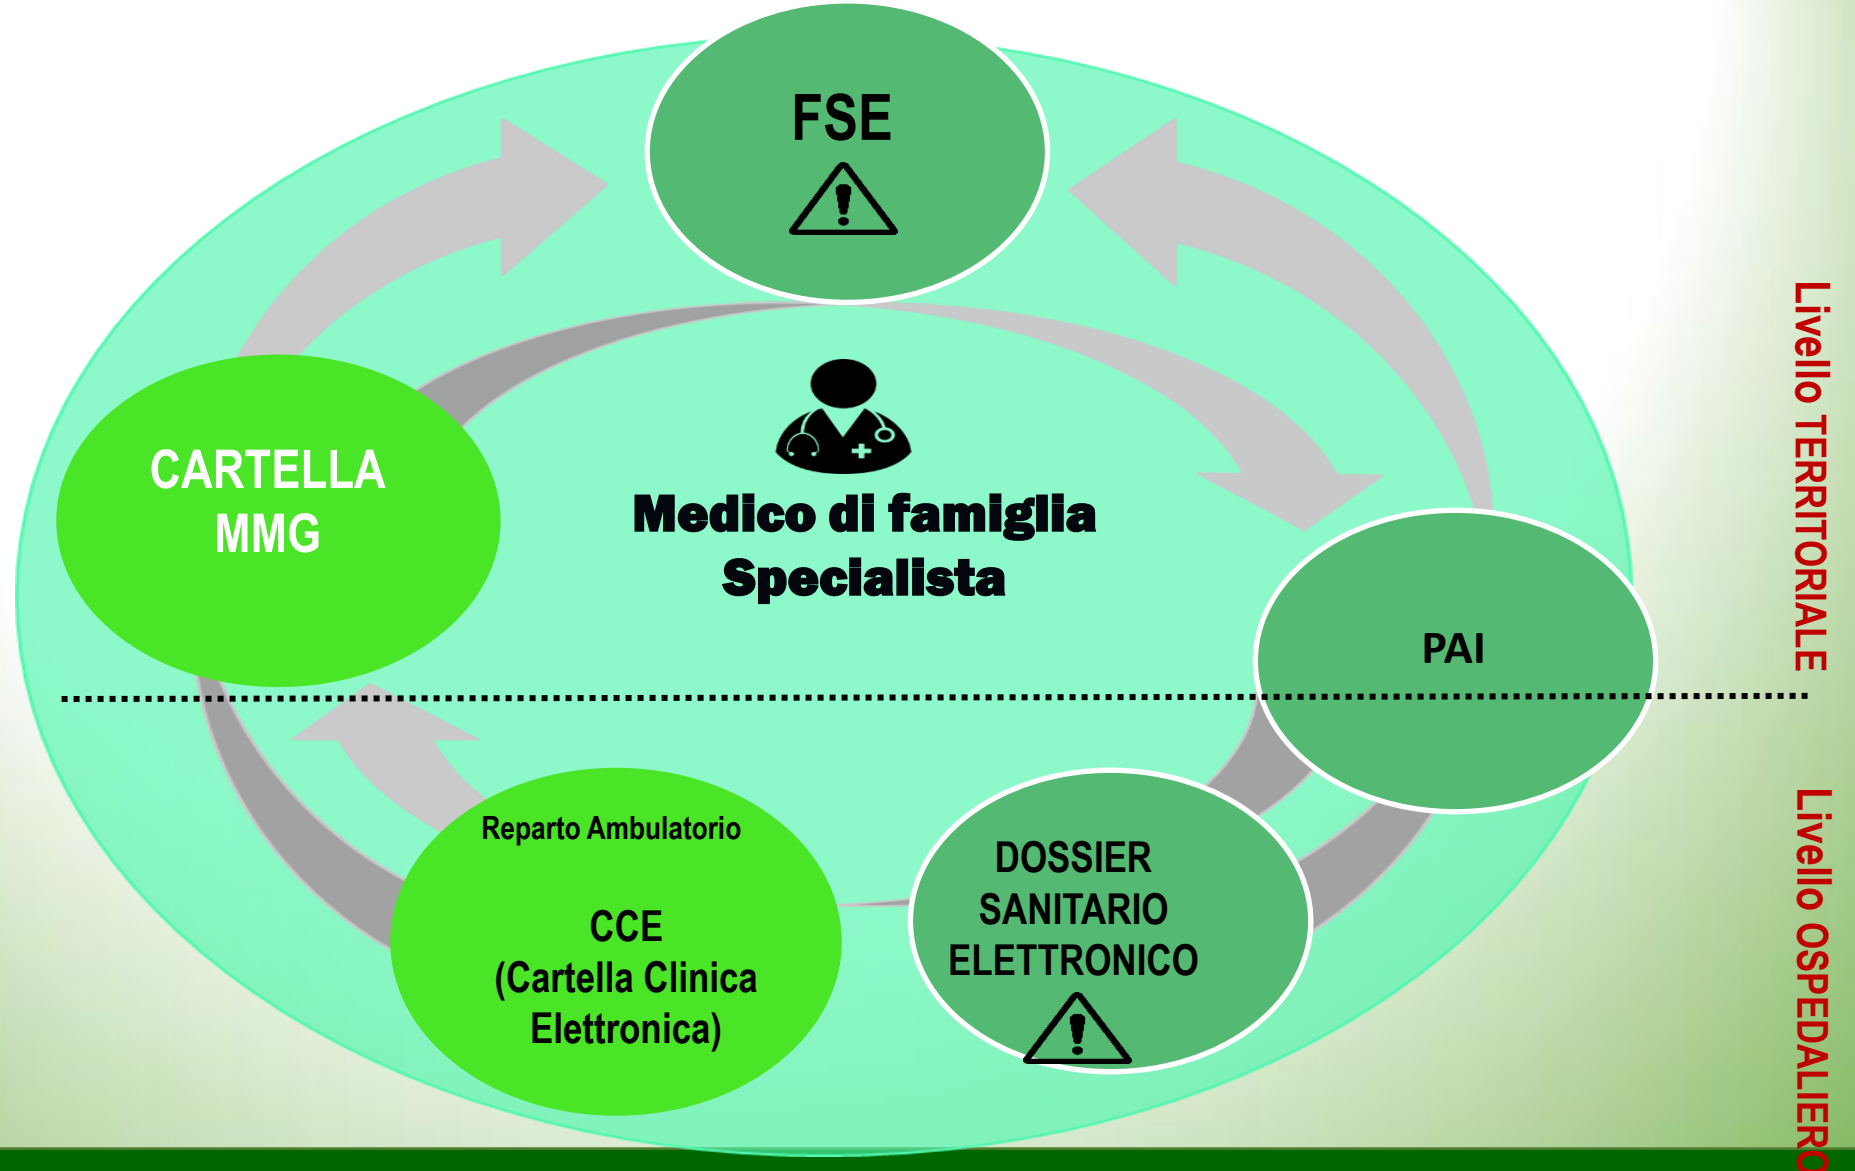 FSE
CARTELLA
MMG
Medico di famiglia
Specialista
PAI
Livello TERRITORIALE
Reparto Ambulatorio
CCE
(Cartella Clinica
Elettronica)
DOSSIER
SANITARIO
ELETTRONICO
Livello OSPEDALIERO